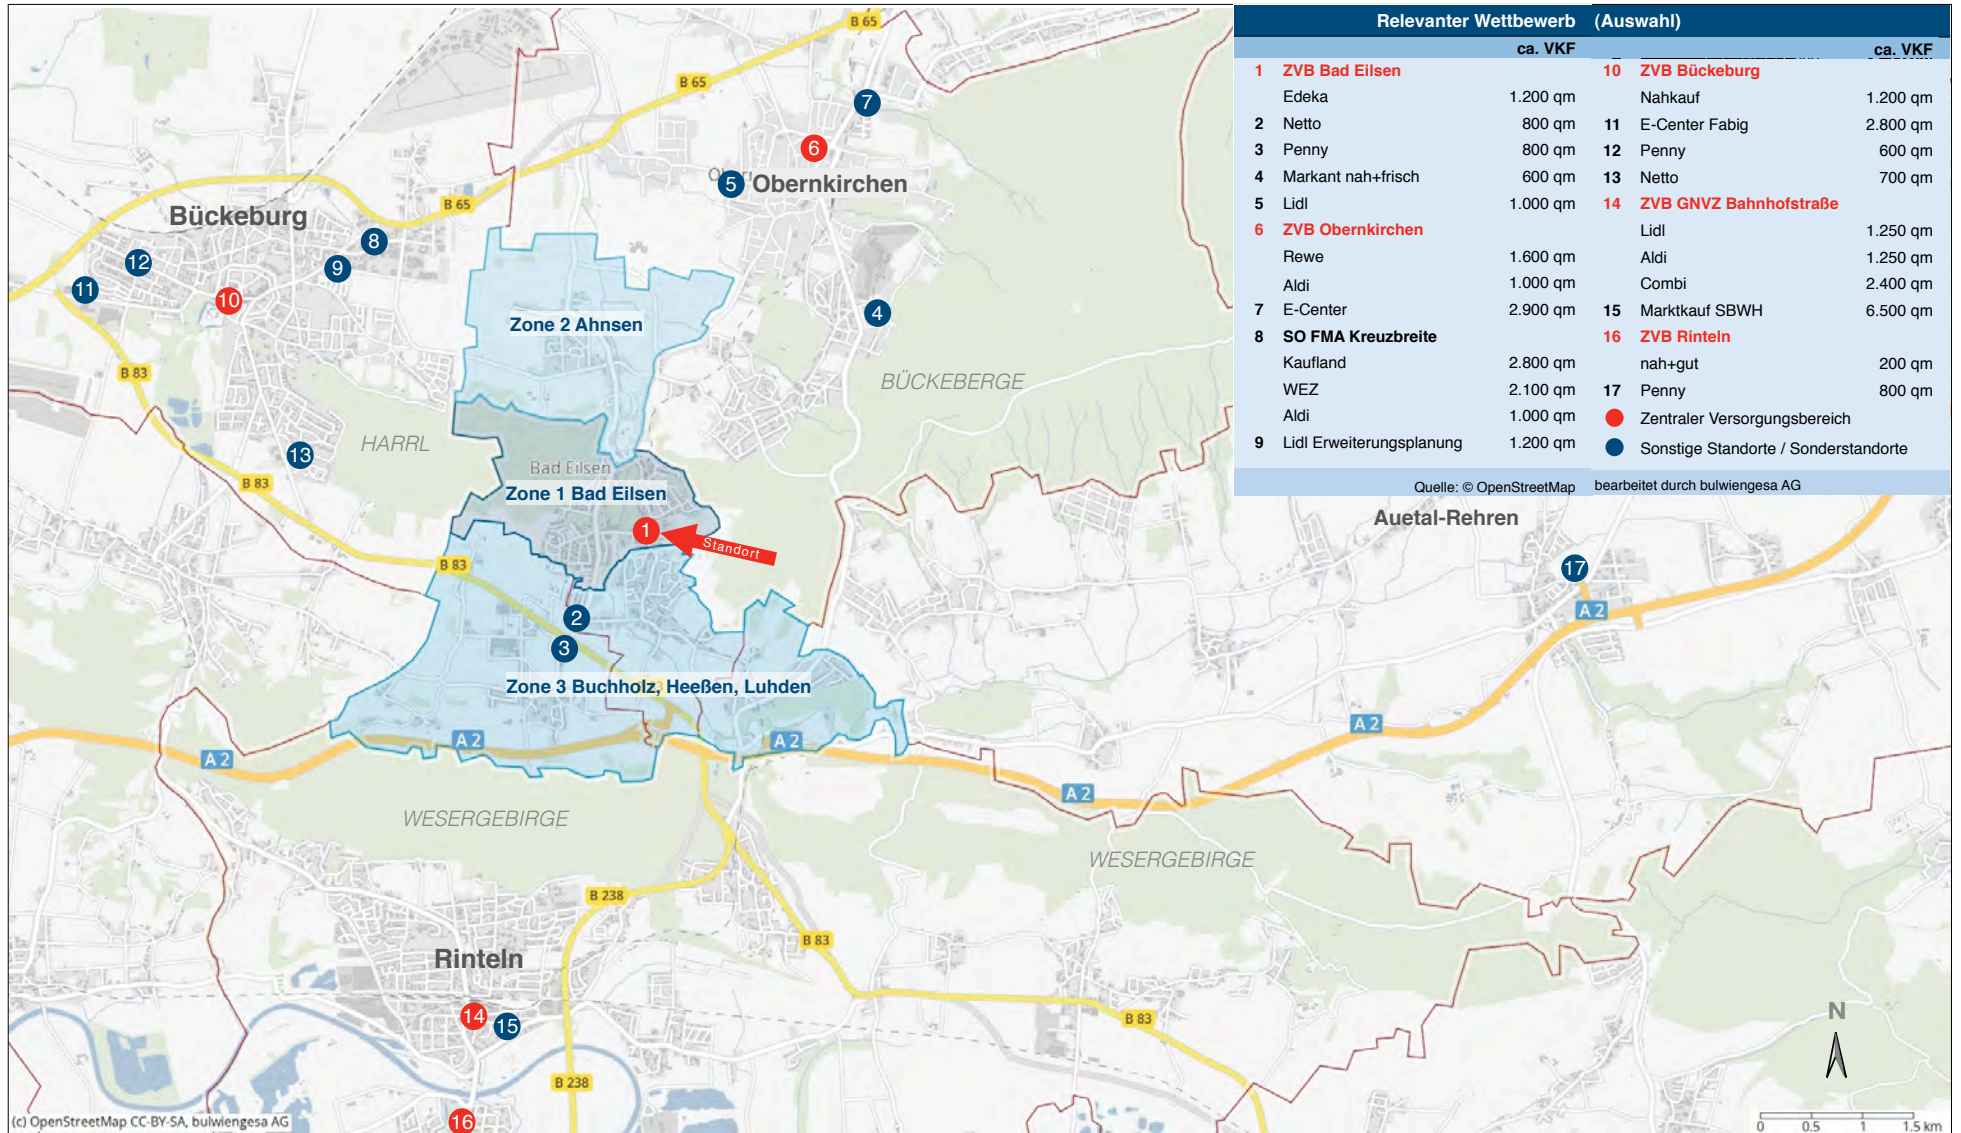 Relevanter Wettbewerb (Auswahl)
ca. VKF
1 ZVB Bad Eilsen
Edeka 1.200 qm
2 Netto 800 qm
3 Penny 800 qm
4 Markant nah+frisch 600 qm
5 Lidl 1.000 qm
6 ZVB Obernkirchen
Rewe 1.600 qm
Aldi 1.000 qm
7 E-Center 2.900 qm
8 SO FMA Kreuzbreite
Kaufland 2.800 qm
WEZ 2.100 qm
Aldi 1.000 qm
9 Lidl Erweiterungsplanung 1.200 qm
ca. VKF
10 ZVB Bückeburg
Nahkauf 1.200 qm
11 E-Center Fabig 2.800 qm
12 Penny 600 qm
13 Netto 700 qm
14 ZVB GNVZ Bahnhofstraße
Lidl 1.250 qm
Aldi 1.250 qm
Combi 2.400 qm
15 Marktkauf SBWH 6.500 qm
16 ZVB Rinteln
nah+gut 200 qm
17 Penny 800 qm
Zentraler Versorgungsbereich
Sonstige Standorte / Sonderstandorte
Quelle: © OpenStreetMap bearbeitet durch bulwiengesa AG
B 65
B 65
7
6
5 Obernkirchen
B 65
Bückeburg
8
12
9
11
10
4
Zone 2 Ahnsen
B 83
BÜCKEBERGE
HARRL
13
Bad Eilsen
B 83
Zone 1 Bad Eilsen
1
Standort
Auetal-Rehren
B 83
17
A 2
2
3
Zone 3 Buchholz, Heeßen, Luhden
A 2
A 2
A 2
A 2
A 2
WESERGEBIRGE
WESERGEBIRGE
B 238
B 83
Rinteln
14
15
B 83
N
B 238
16
(c) OpenStreetMap CC-BY-SA, bulwiengesa AG
0 0.5 1 1.5 km